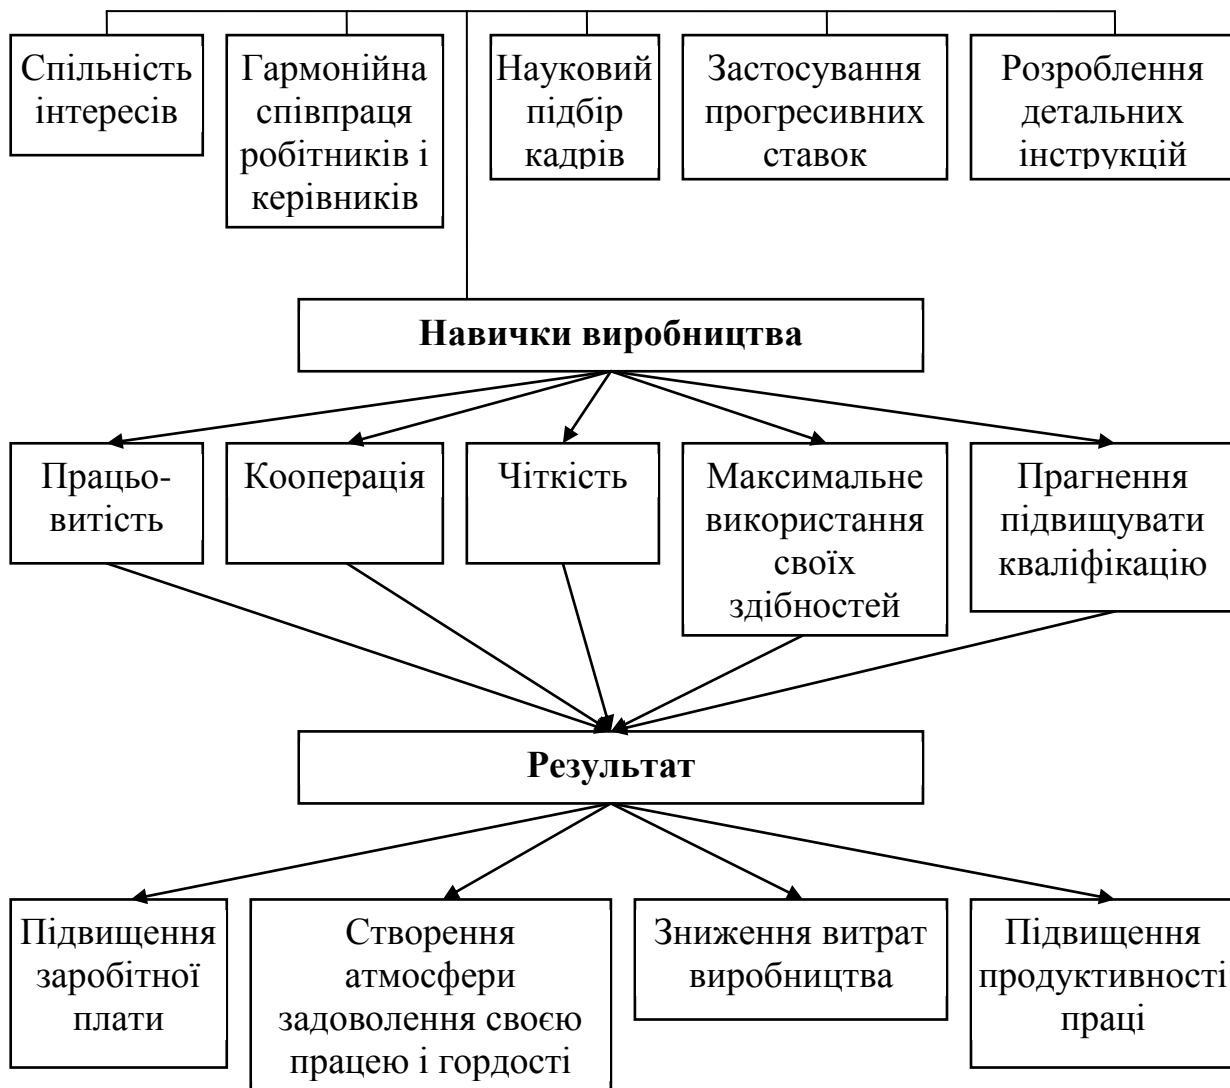 Спільність
інтересів
Гармонійна
співпраця
робітників і
керівників
Науковий
підбір
кадрів
Застосування
прогресивних
ставок
Розроблення
детальних
інструкцій
Навички виробництва
Працьо-
витість
Кооперація
Чіткість
Максимальне
використання
своїх
здібностей
Прагнення
підвищувати
кваліфікацію
Результат
Підвищення
заробітної
плати
Створення
атмосфери
задоволення своєю
працею і гордості
Зниження витрат
виробництва
Підвищення
продуктивності
праці